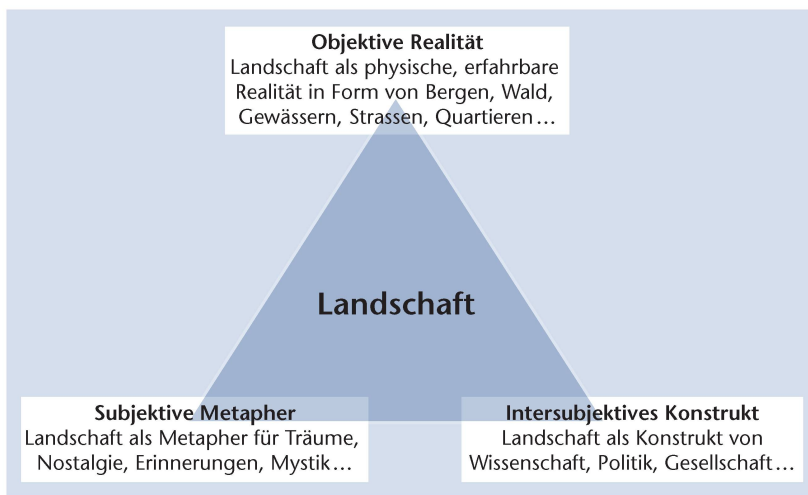 Objektive Realität
Landschaft als physische, erfahrbare
Realität in Form von Bergen, Wald,
Gewässern, Strassen, Quartieren...
Landschaft
Subjektive Metapher
Landschaft als Metapher für Träume,
Nostalgie, Erinnerungen, Mystik...
Intersubjektives Konstrukt
Landschaft als Konstrukt von
Wissenschaft, Politik, Gesellschaft...